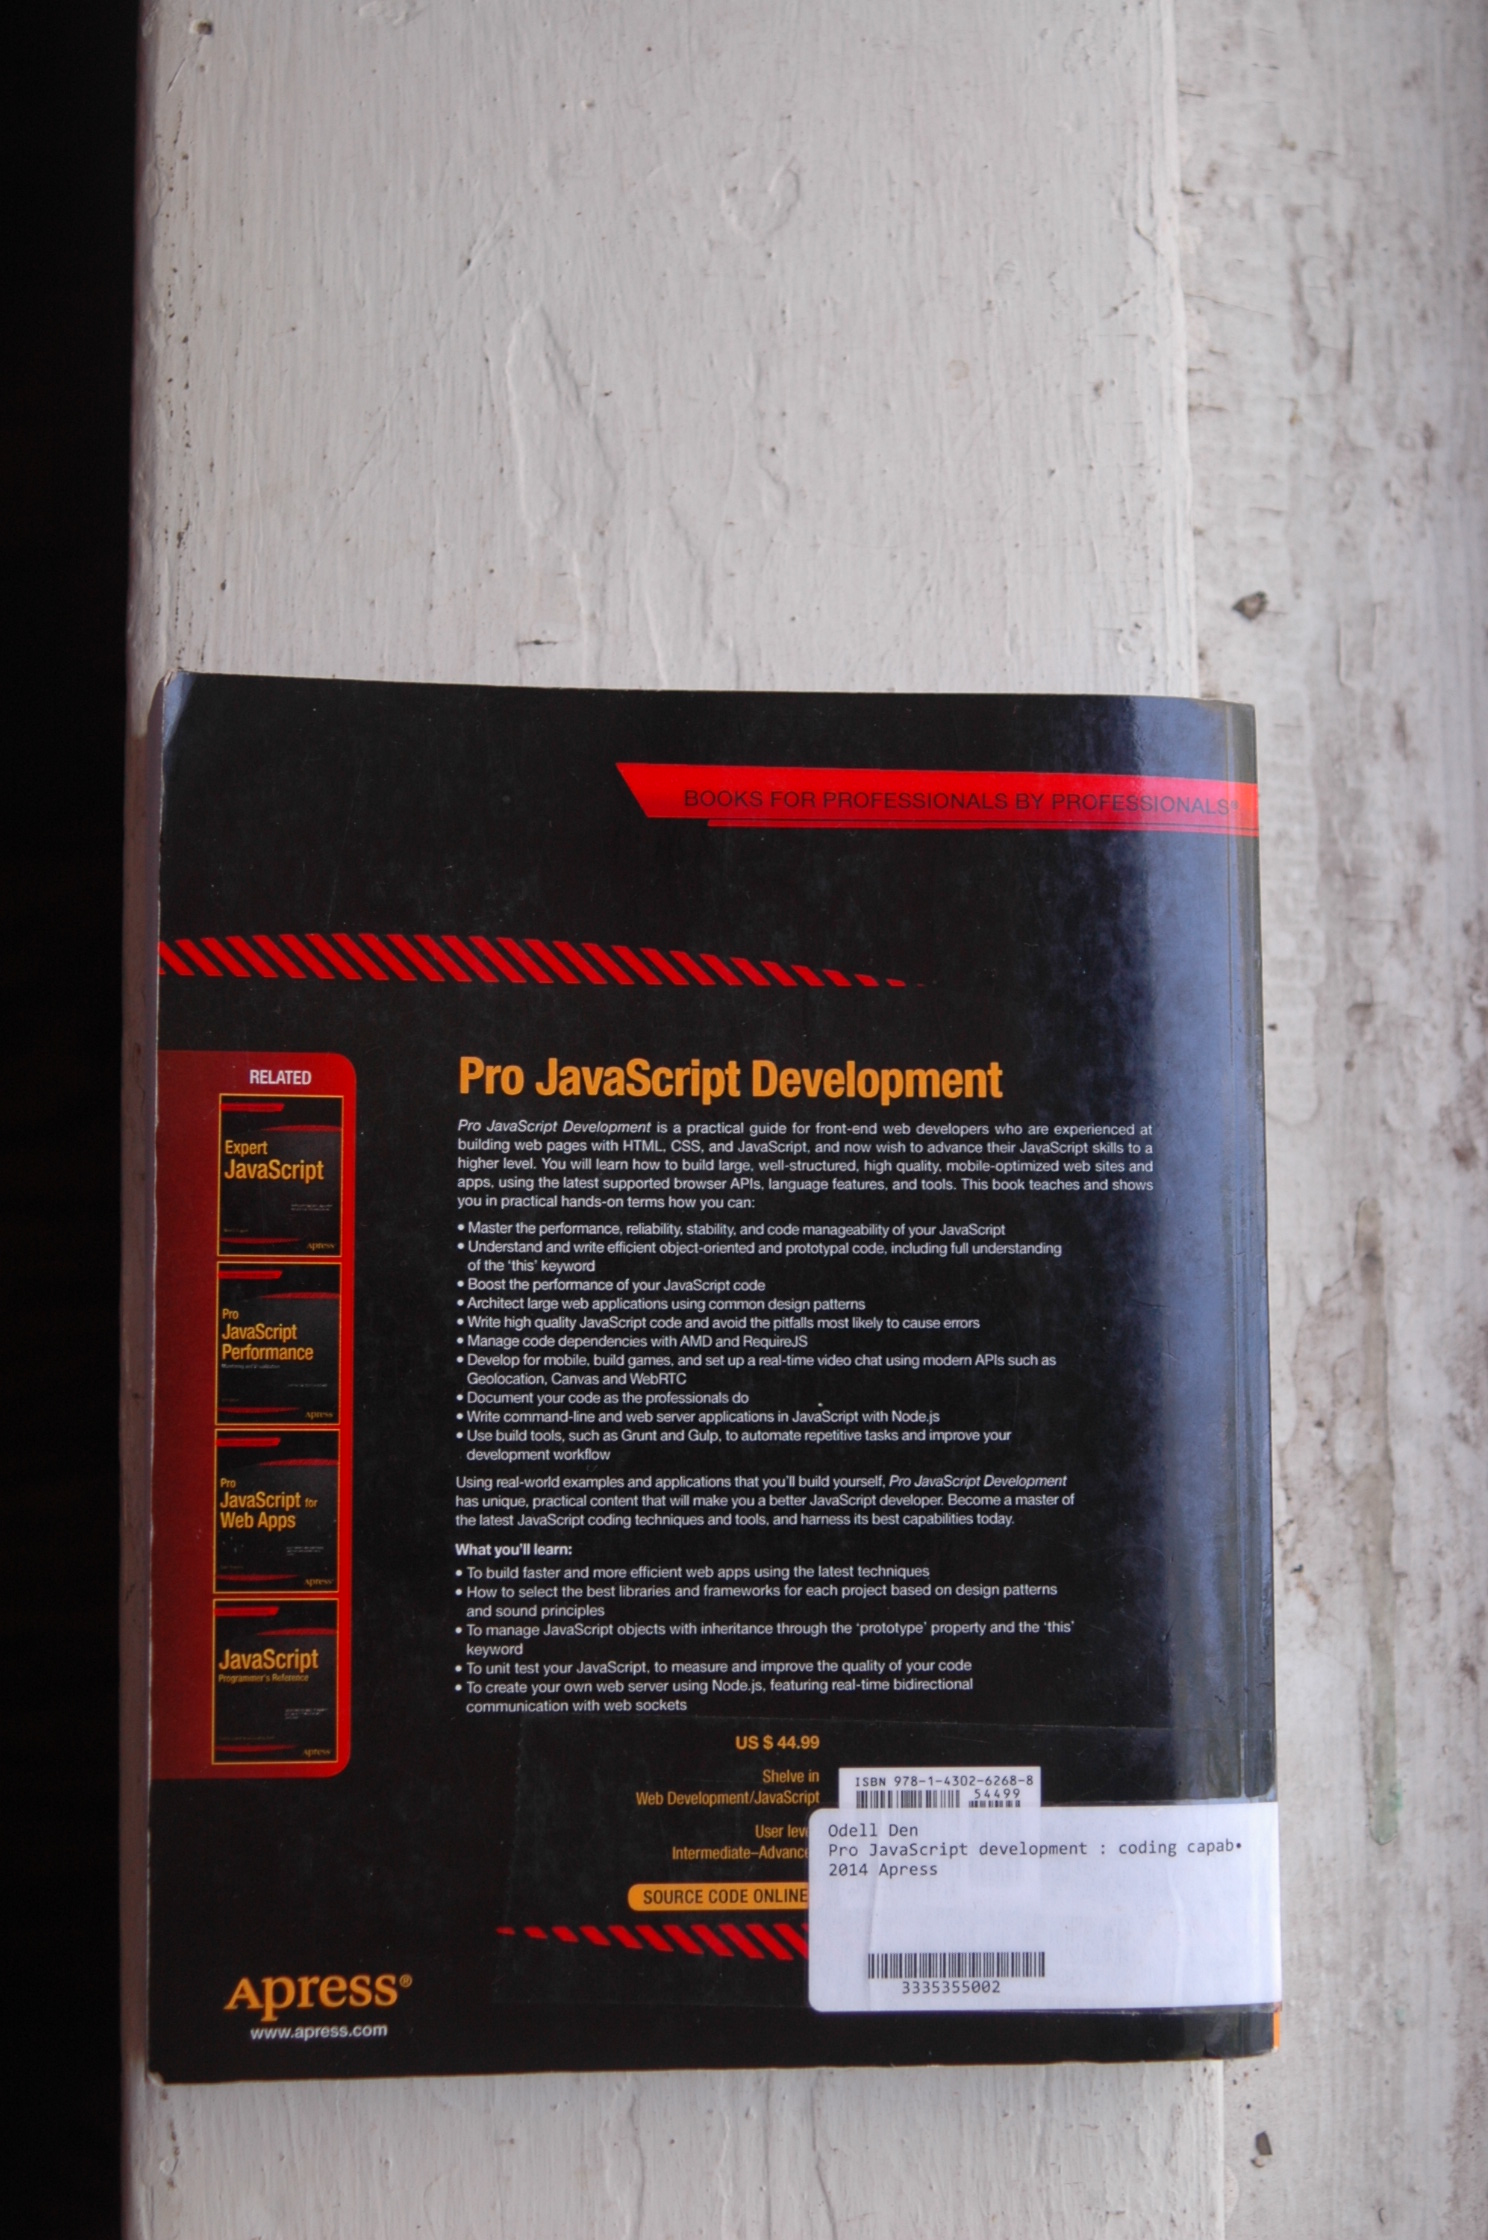 BOOKS FOR PROFESSIONALS BY PROFESSIONALS®
RELATED
Expert
JavaScript
Apress
Pro
JavaScript
Performance
Apress
Pro
JavaScript for
Web Apps
Apress
JavaScript
Programmer's Reference
Apress
Pro JavaScript Development
Pro JavaScript Development is a practical guide for front-end web developers who are experienced at
building web pages with HTML, CSS, and JavaScript, and now wish to advance their JavaScript skills to a
higher level. You will learn how to build large, well-structured, high quality, mobile-optimized web sites and
apps, using the latest supported browser APIs, language features, and tools. This book teaches and shows
you in practical hands-on terms how you can:
• Master the performance, reliability, stability, and code manageability of your JavaScript
• Understand and write efficient object-oriented and prototypal code, including full understanding
of the 'this' keyword
• Boost the performance of your JavaScript code
• Architect large web applications using common design patterns
• Write high quality JavaScript code and avoid the pitfalls most likely to cause errors
• Manage code dependencies with AMD and RequireJS
• Develop for mobile, build games, and set up a real-time video chat using modern APIs such as
Geolocation, Canvas and WebRTC
• Document your code as the professionals do
• Write command-line and web server applications in JavaScript with Node.js
• Use build tools, such as Grunt and Gulp, to automate repetitive tasks and improve your
development workflow
Using real-world examples and applications that you'll build yourself, Pro JavaScript Development
has unique, practical content that will make you a better JavaScript developer. Become a master of
the latest JavaScript coding techniques and tools, and harness its best capabilities today.
What you'll learn:
• To build faster and more efficient web apps using the latest techniques
• How to select the best libraries and frameworks for each project based on design patterns
and sound principles
• To manage JavaScript objects with inheritance through the 'prototype' property and the 'this'
keyword
• To unit test your JavaScript, to measure and improve the quality of your code
• To create your own web server using Node.js, featuring real-time bidirectional
communication with web sockets
US $ 44.99
Shelve in
Web Development/JavaScript
User leve
Intermediate–Advance
SOURCE CODE ONLINE
ISBN 978-1-4302-6268-8
54499
Odell Den
Pro JavaScript development : coding capab•
2014 Apress
3335355002
Apress®
www.apress.com